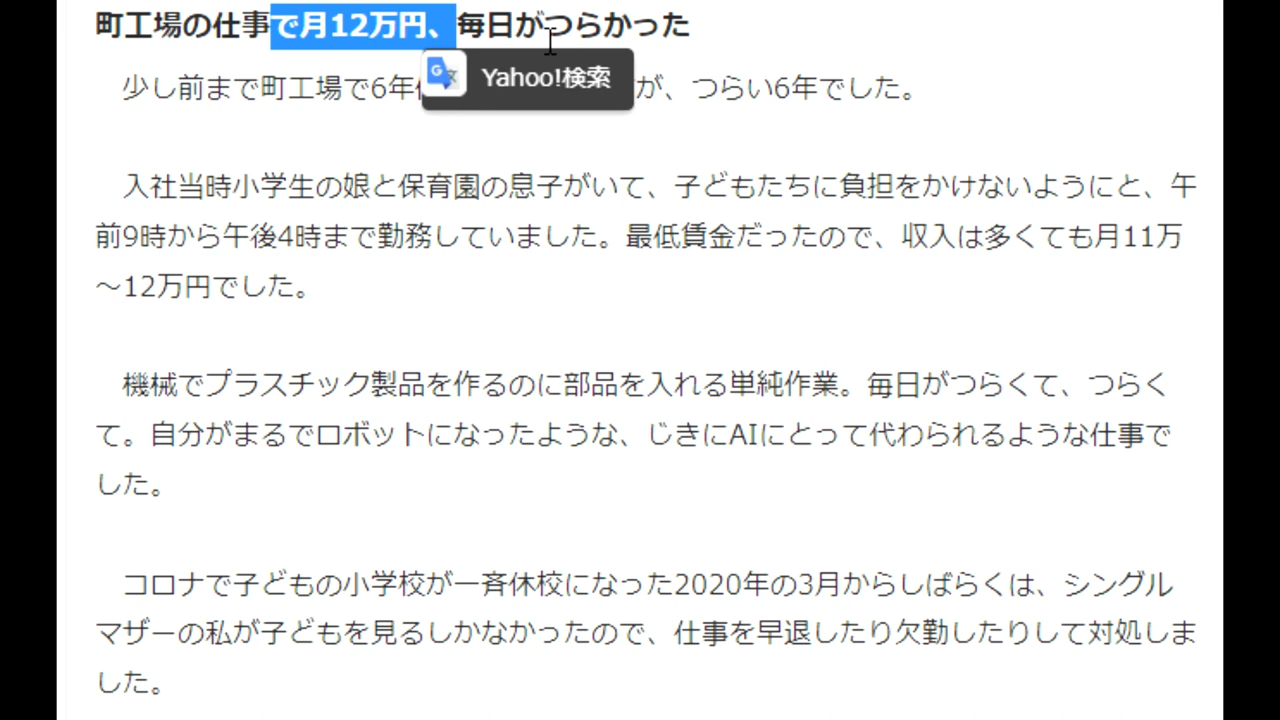 町工場の仕事で月12万円、毎日がつらかった
少し前まで町工場で6年
Yahoo!検索
が、つらい6年でした。
入社当時小学生の娘と保育園の息子がいて、子どもたちに負担をかけないようにと、午
前9時から午後4時まで勤務していました。最低賃金だったので、収入は多くても月11万
〜12万円でした。
機械でプラスチック製品を作るのに部品を入れる単純作業。毎日がつらくて、つらく
て。自分がまるでロボットになったような、じきにAIにとって代わられるような仕事で
した。
コロナで子どもの小学校が一斉休校になった2020年の3月からしばらくは、シングル
マザーの私が子どもを見るしかなかったので、仕事を早退したり欠勤したりして対処しま
した。